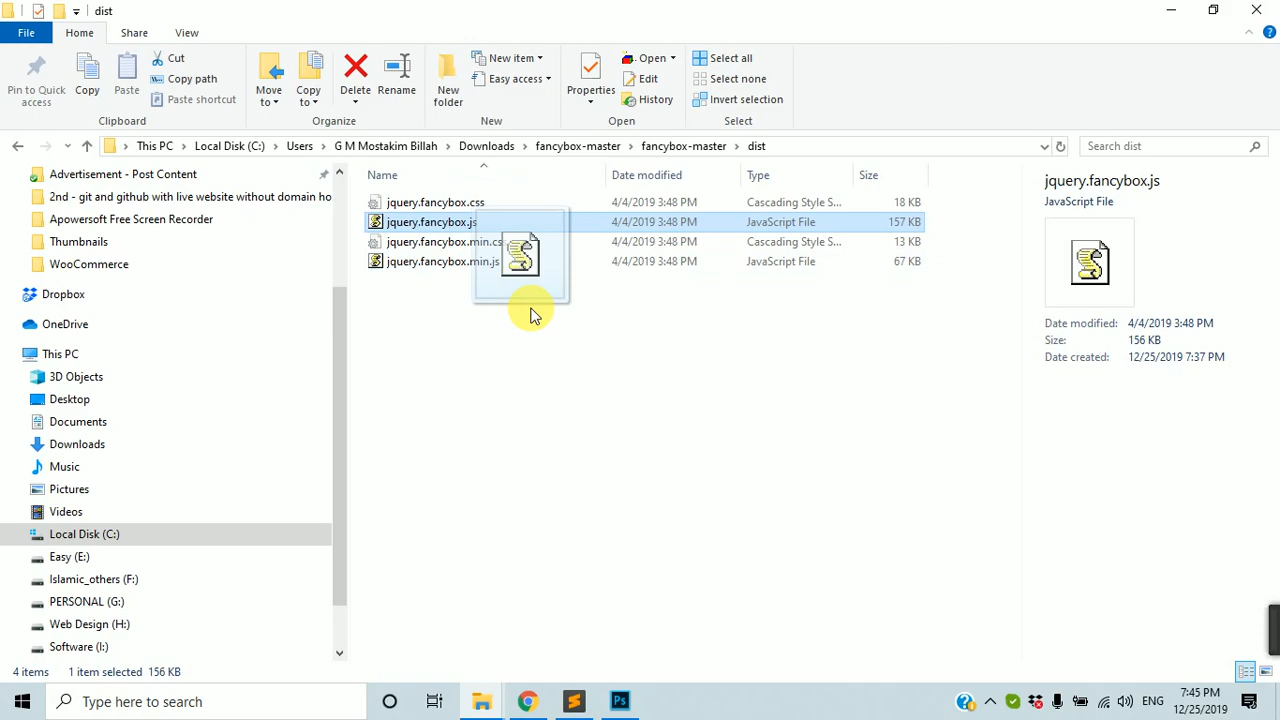 dist
File Home Share View
Pin to Quick access
Copy
Paste
Cut
Copy path
Paste shortcut
Clipboard
Move to
Copy to
Delete
Rename
Organize
New folder
New item
Easy access
New
Properties
Open
Edit
History
Open
Select all
Select none
Invert selection
Select
This PC Local Disk (C:) Users G M Mostakim Billah Downloads fancybox-master fancybox-master dist
Search dist
Advertisement - Post Content
2nd - git and github with live website without domain ho
Apowersoft Free Screen Recorder
Thumbnails
WooCommerce
Dropbox
OneDrive
This PC
3D Objects
Desktop
Documents
Downloads
Music
Pictures
Videos
Local Disk (C:)
Easy (E:)
Islamic_others (F:)
PERSONAL (G:)
Web Design (H:)
Software (I:)
Name Date modified Type Size
jquery.fancybox.css 4/4/2019 3:48 PM Cascading Style S... 18 KB
jquery.fancybox.js 4/4/2019 3:48 PM JavaScript File 157 KB
jquery.fancybox.min.cs 4/4/2019 3:48 PM Cascading Style S... 13 KB
jquery.fancybox.min.js 4/4/2019 3:48 PM JavaScript File 67 KB
jquery.fancybox.js
JavaScript File
Date modified: 4/4/2019 3:48 PM
Size: 156 KB
Date created: 12/25/2019 7:37 PM
4 items 1 item selected 156 KB
Type here to search
Ps
ENG
7:45 PM
12/25/2019